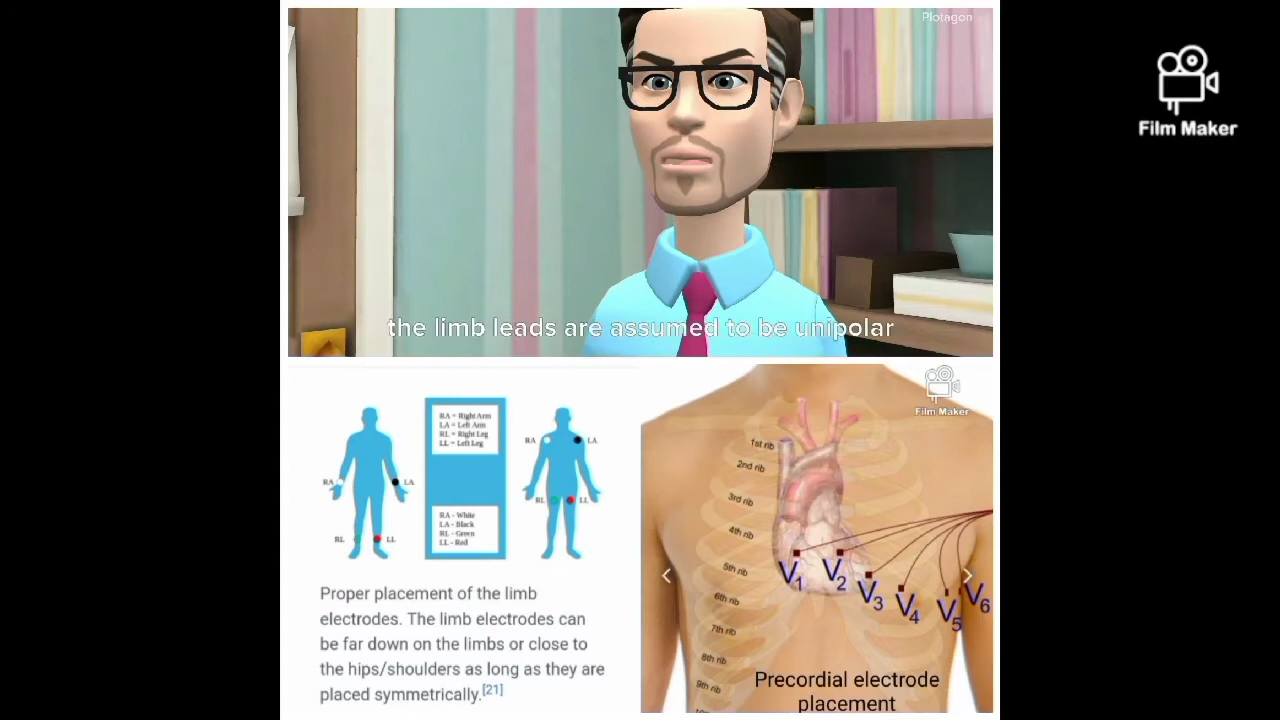 Plotagon
Film Maker
the limb leads are assumed to be unipolar
RA = Right Arm
LA = Left Arm
RL = Right Leg
LL = Left Leg
RA
LA
RA
LA
RL
LL
RA - White
LA - Black
RL - Green
LL - Red
RL
LL
Proper placement of the limb
electrodes. The limb electrodes can
be far down on the limbs or close to
the hips/shoulders as long as they are
placed symmetrically.[21]
Film Maker
1st rib
2nd rib
3rd rib
4th rib
5th rib
6th rib
7th rib
8th rib
9th rib
V1
V2
V3
V4
V5
V6
Precordial electrode
placement